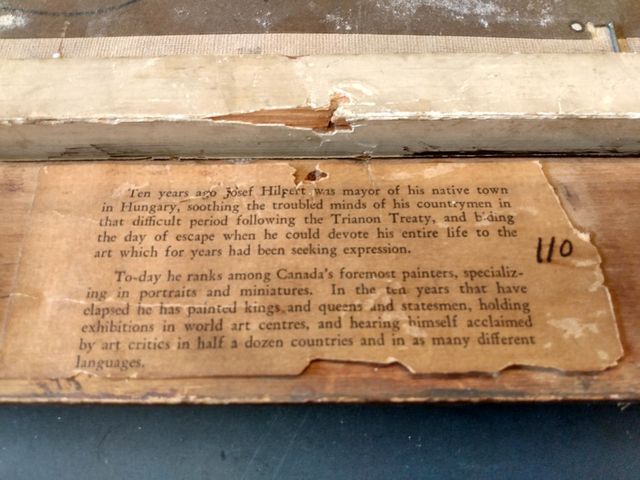 Ten years ago Josef Hilpert was mayor of his native town
in Hungary, soothing the troubled minds of his countrymen in
that difficult period following the Trianon Treaty, and biding
the day of escape when he could devote his entire life to the
art which for years had been seeking expression.
To-day he ranks among Canada's foremost painters, specializ-
ing in portraits and miniatures. In the ten years that have
elapsed he has painted kings and queens and statesmen, holding
exhibitions in world art centres, and hearing himself acclaimed
by art critics in half a dozen countries and in as many different
languages.
110